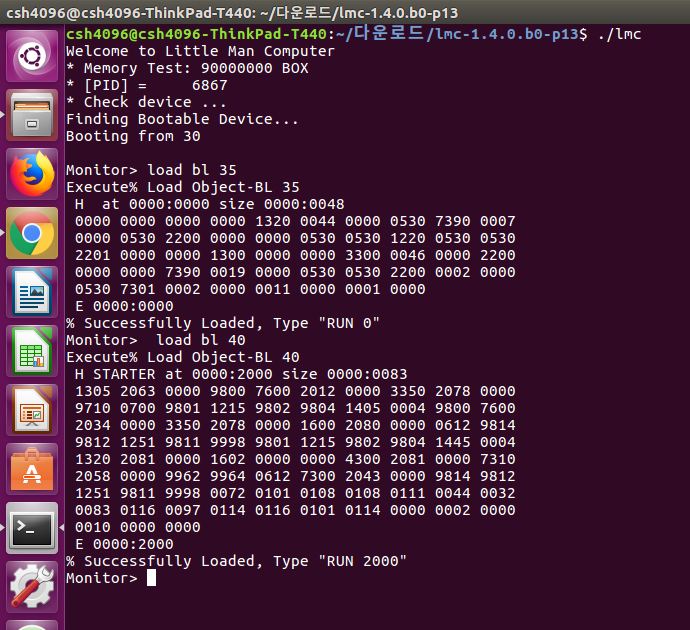 csh4096@csh4096-ThinkPad-T440: ~/다운로드/lmc-1.4.0.b0-p13
csh4096@csh4096-ThinkPad-T440:~/다운로드/lmc-1.4.0.b0-p13$ ./lmc
Welcome to Little Man Computer
* Memory Test: 90000000 BOX
* [PID] =     6867
* Check device ...
Finding Bootable Device...
Booting from 30
Monitor> load bl 35
Execute% Load Object-BL 35
 H  at 0000:0000 size 0000:0048
 0000 0000 0000 0000 1320 0044 0000 0530 7390 0007
 0000 0530 2200 0000 0000 0530 0530 1220 0530 0530
 2201 0000 0000 1300 0000 0000 3300 0046 0000 2200
 0000 0000 7390 0019 0000 0530 0530 2200 0002 0000
 0530 7301 0002 0000 0011 0000 0001 0000
 E 0000:0000
% Successfully Loaded, Type "RUN 0"
Monitor>  load bl 40
Execute% Load Object-BL 40
 H STARTER at 0000:2000 size 0000:0083
 1305 2063 0000 9800 7600 2012 0000 3350 2078 0000
 9710 0700 9801 1215 9802 9804 1405 0004 9800 7600
 2034 0000 3350 2078 0000 1600 2080 0000 0612 9814
 9812 1251 9811 9998 9801 1215 9802 9804 1445 0004
 1320 2081 0000 1602 0000 0000 4300 2081 0000 7310
 2058 0000 9962 9964 0612 7300 2043 0000 9814 9812
 1251 9811 9998 0072 0101 0108 0108 0111 0044 0032
 0083 0116 0097 0114 0116 0101 0114 0000 0002 0000
 0010 0000 0000
 E 0000:2000
% Successfully Loaded, Type "RUN 2000"
Monitor>